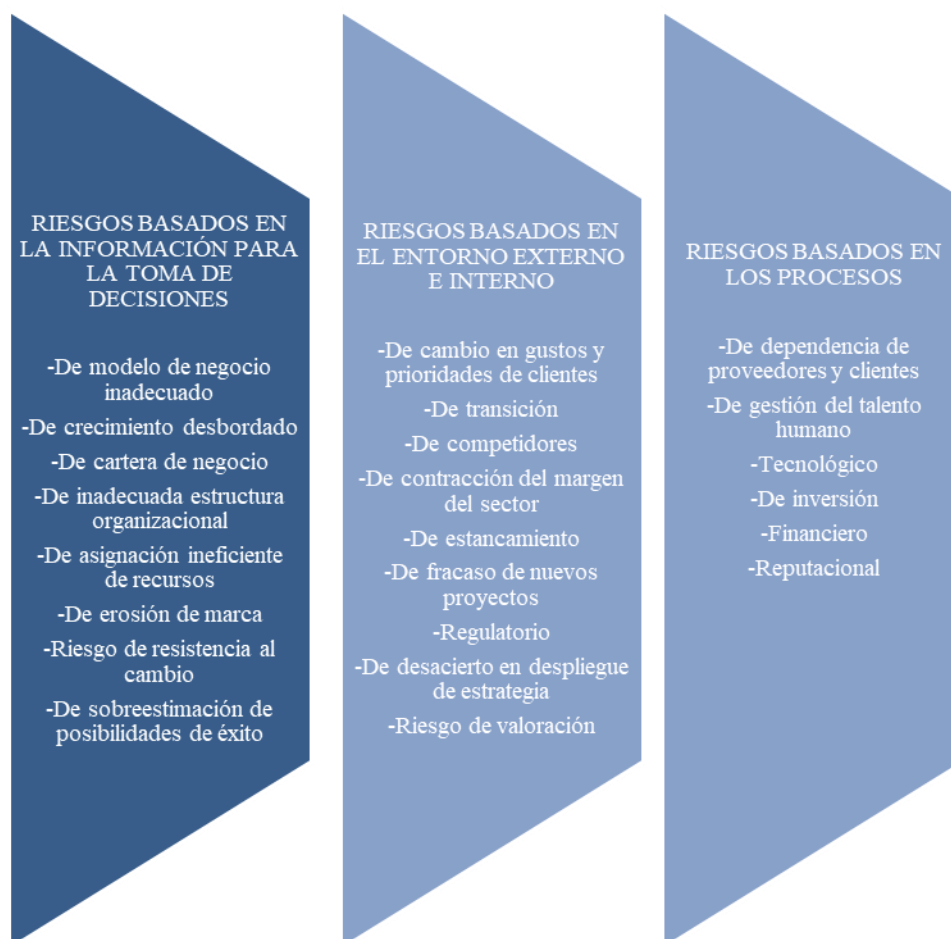 RIESGOS BASADOS EN
LA INFORMACIÓN PARA
LA TOMA DE
DECISIONES
-De modelo de negocio
inadecuado
-De crecimiento desbordado
-De cartera de negocio
-De inadecuada estructura
organizacional
-De asignación ineficiente
de recursos
-De erosión de marca
-Riesgo de resistencia al
cambio
-De sobreestimación de
posibilidades de éxito
RIESGOS BASADOS EN
EL ENTORNO EXTERNO
E INTERNO
-De cambio en gustos y
prioridades de clientes
-De transición
-De competidores
-De contracción del margen
del sector
-De estancamiento
-De fracaso de nuevos
proyectos
-Regulatorio
-De desacierto en despliegue
de estrategia
-Riesgo de valoración
RIESGOS BASADOS EN
LOS PROCESOS
-De dependencia de
proveedores y clientes
-De gestión del talento
humano
-Tecnológico
-De inversión
-Financiero
-Reputacional